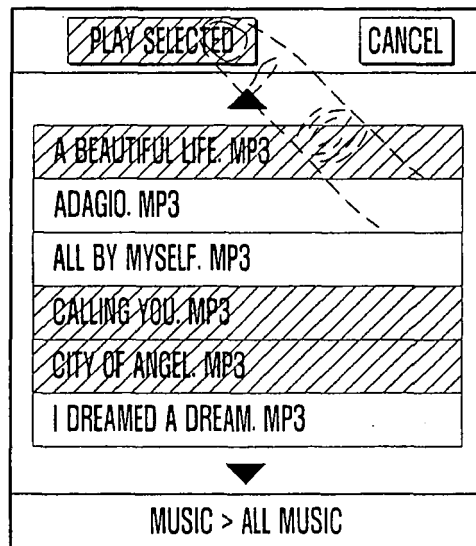 PLAY SELECTED CANCEL
A BEAUTIFUL LIFE. MP3
ADAGIO. MP3
ALL BY MYSELF. MP3
CALLING YOU. MP3
CITY OF ANGEL. MP3
I DREAMED A DREAM. MP3
MUSIC > ALL MUSIC